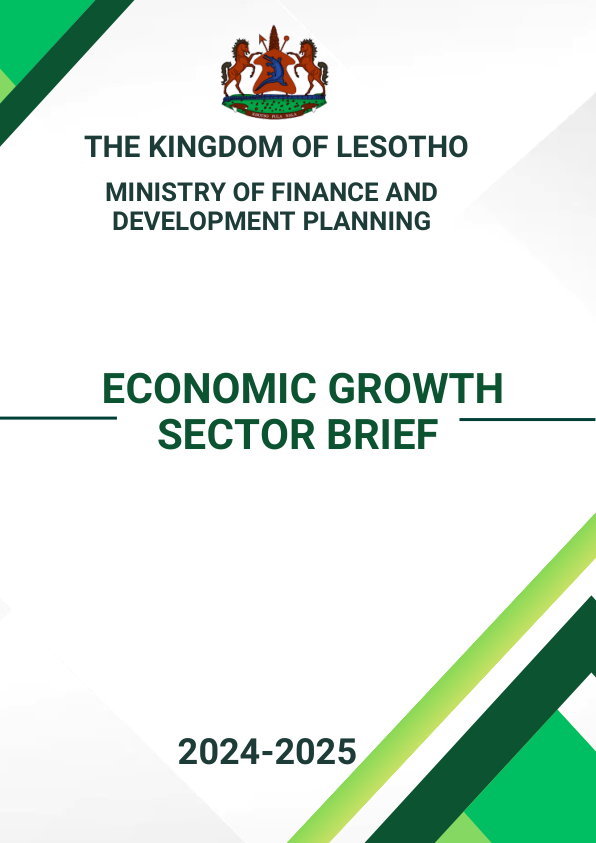 THE KINGDOM OF LESOTHO
MINISTRY OF FINANCE AND
DEVELOPMENT PLANNING
ECONOMIC GROWTH
SECTOR BRIEF
2024-2025